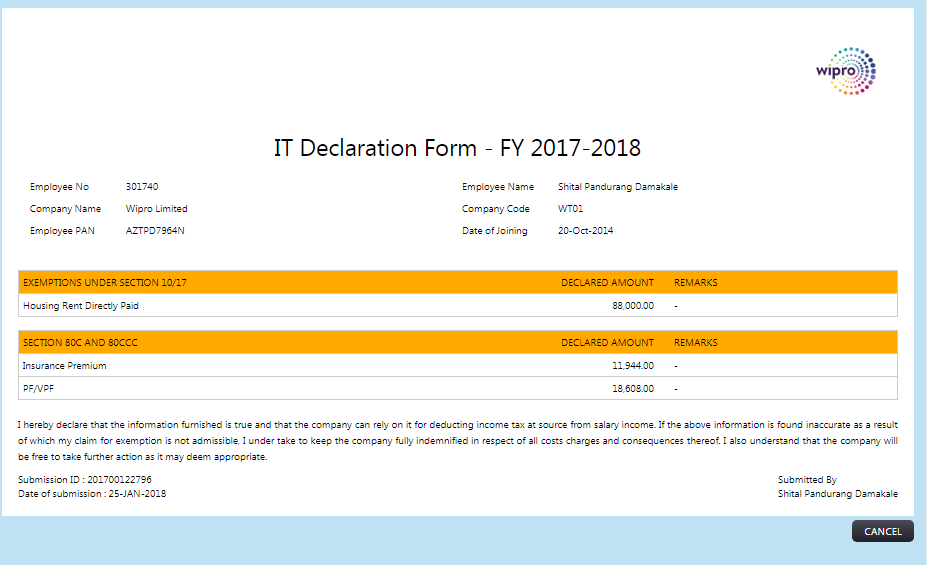 wipro
IT Declaration Form - FY 2017-2018
Employee No 301740 Employee Name Shital Pandurang Damakale
Company Name Wipro Limited Company Code WT01
Employee PAN AZTPD7964N Date of Joining 20-Oct-2014
EXEMPTIONS UNDER SECTION 10/17 DECLARED AMOUNT REMARKS
Housing Rent Directly Paid 88,000.00 -
SECTION 80C AND 80CCC DECLARED AMOUNT REMARKS
Insurance Premium 11,944.00 -
PF/VPF 18,608.00 -
I hereby declare that the information furnished is true and that the company can rely on it for deducting income tax at source from salary income. If the above information is found inaccurate as a result
of which my claim for exemption is not admissible, I under take to keep the company fully indemnified in respect of all costs charges and consequences thereof. I also understand that the company will
be free to take further action as it may deem appropriate.
Submission ID : 201700122796 Submitted By
Date of submission : 25-JAN-2018 Shital Pandurang Damakale
CANCEL